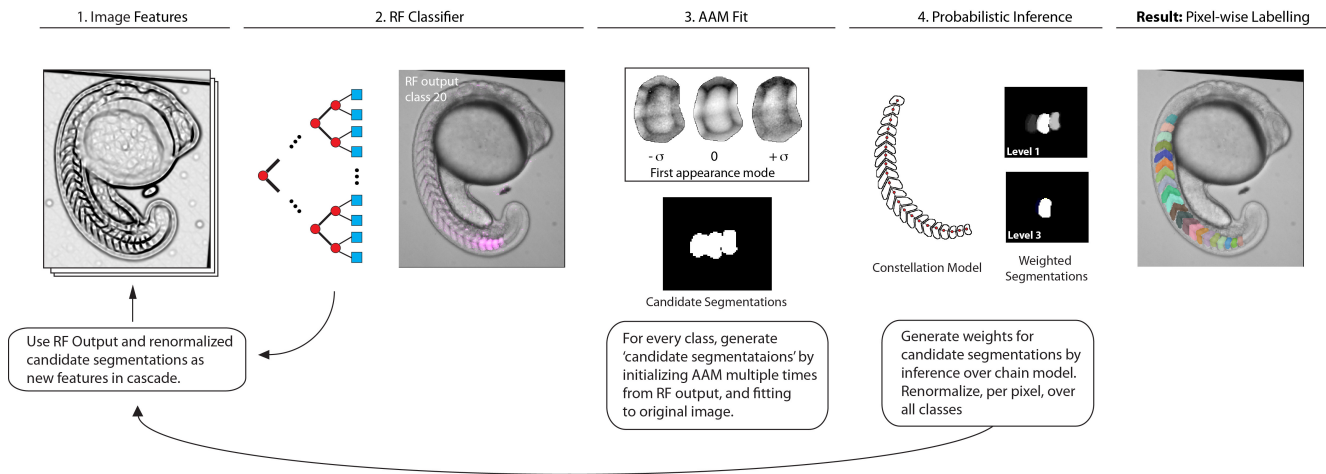 1. Image Features
2. RF Classifier
3. AAM Fit
4. Probabilistic Inference
Result: Pixel-wise Labelling
RF output
class 20
- σ
0
+ σ
First appearance mode
Candidate Segmentations
Constellation Model
Level 1
Level 3
Weighted
Segmentations
Use RF Output and renormalized
candidate segmentations as
new features in cascade.
For every class, generate
'candidate segmentataions' by
initializing AAM multiple times
from RF output, and fitting
to original image.
Generate weights for
candidate segmentations by
inference over chain model.
Renormalize, per pixel, over
all classes